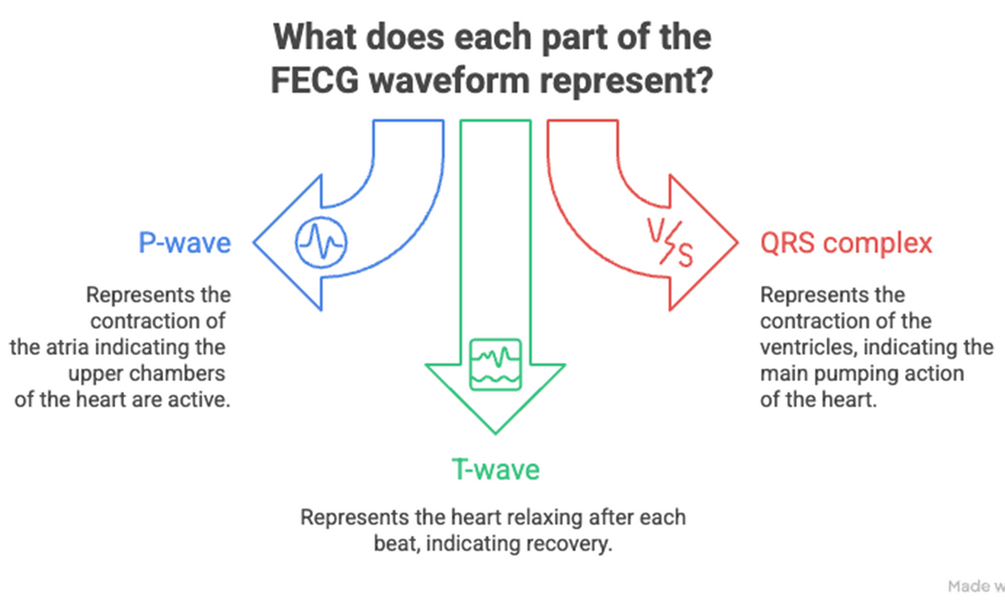 What does each part of the
FECG waveform represent?
P-wave
Represents the
contraction of
the atria indicating the
upper chambers
of the heart are active.
V/S
QRS complex
Represents the
contraction of the
ventricles, indicating the
main pumping action
of the heart.
T-wave
Represents the heart relaxing after each
beat, indicating recovery.
Made